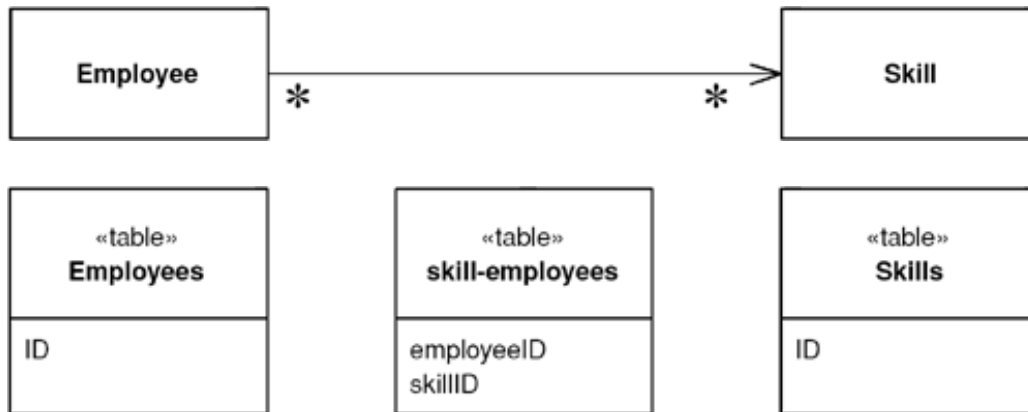 Employee
*
*
Skill
«table»
Employees
ID
«table»
skill-employees
employeeID
skillID
«table»
Skills
ID